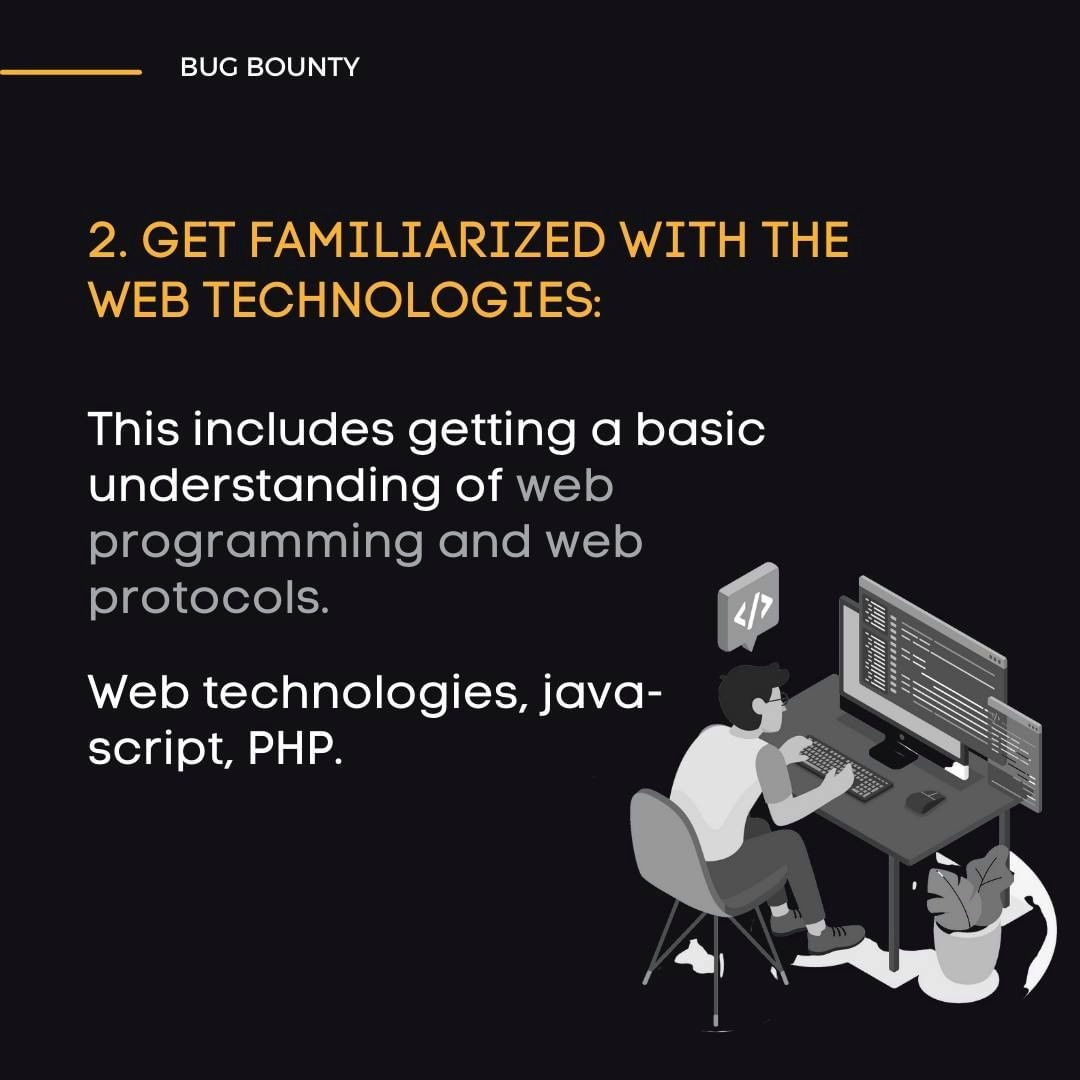 BUG BOUNTY
2. GET FAMILIARIZED WITH THE
WEB TECHNOLOGIES:
This includes getting a basic
understanding of web
programming and web
protocols.
</>
Web technologies, java-
script, PHP.